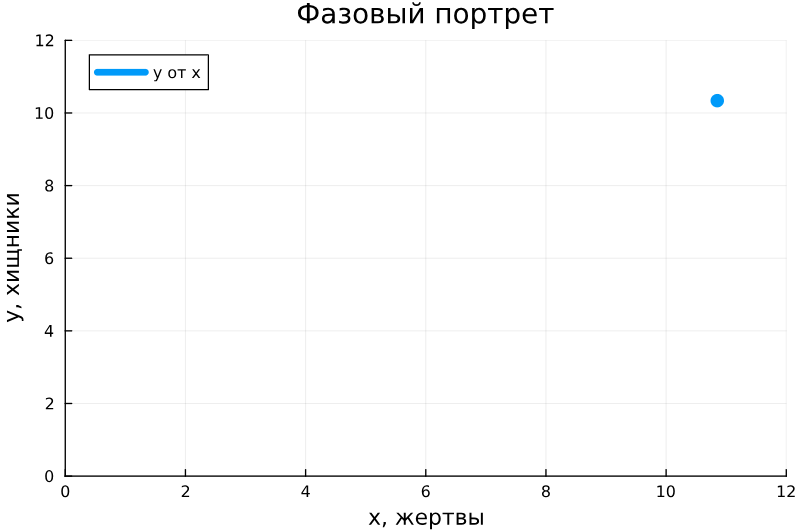 Фазовый портрет
y от x
y, хищники
12
10
8
6
4
2
0
0 2 4 6 8 10 12
x, жертвы